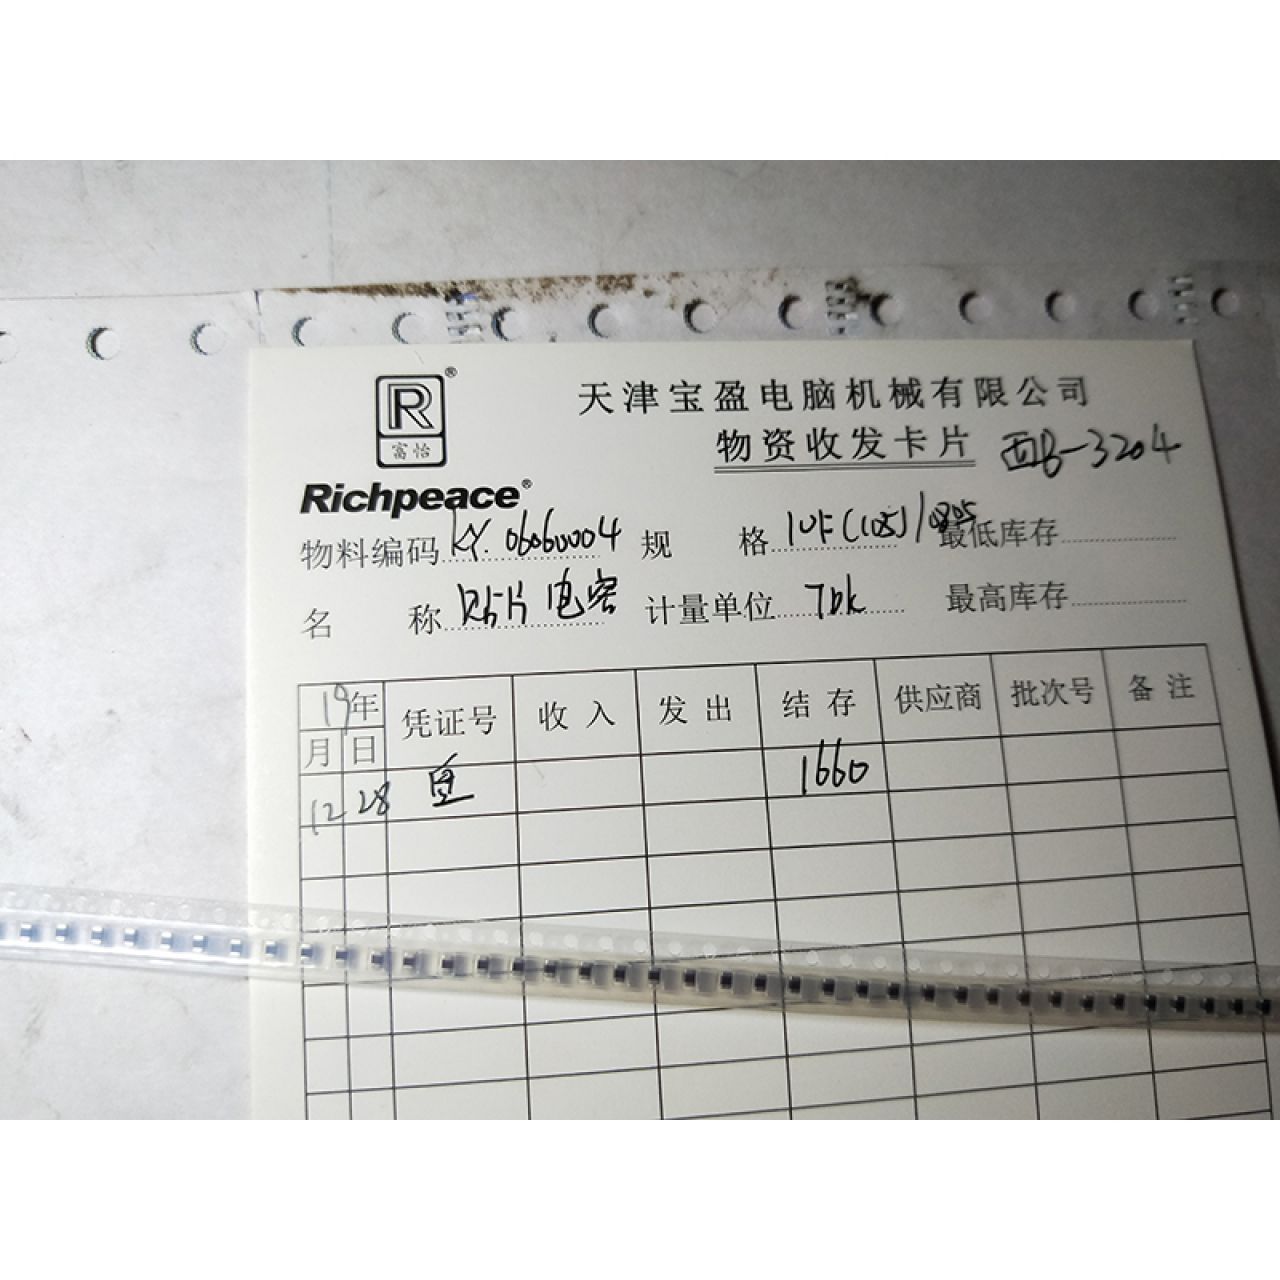 R®
富怡
Richpeace®
天津宝盈电脑机械有限公司
物资收发卡片 西B-3204
物料编码 KY.06060004 规格 1UF(105)/0805 最低库存
名称 贴片电容 计量单位 最高库存
19年 凭证号 收入 发出 结存 供应商 批次号 备注
月 日
12 28 1660